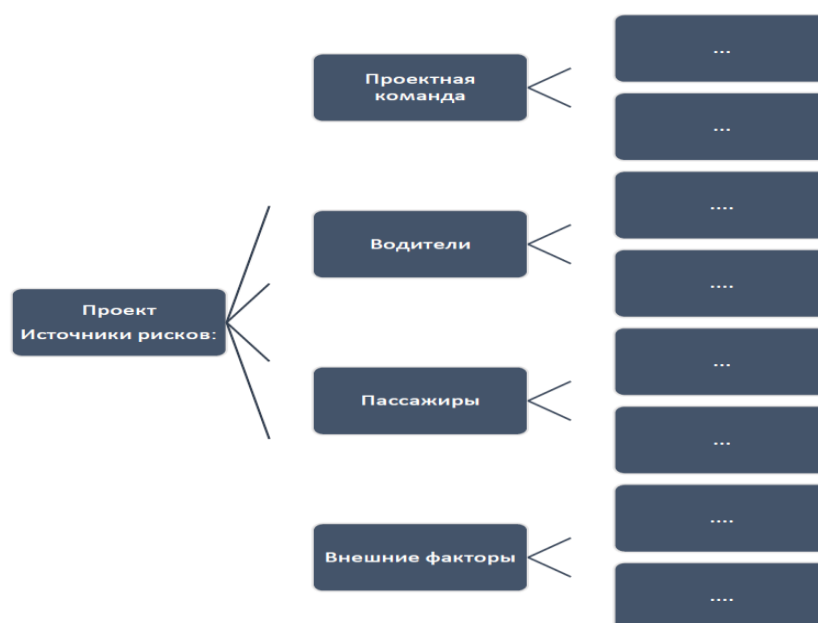 ...
Проектная
команда
...
....
Водители
....
Проект
Источники рисков:
...
Пассажиры
...
....
Внешние факторы
....